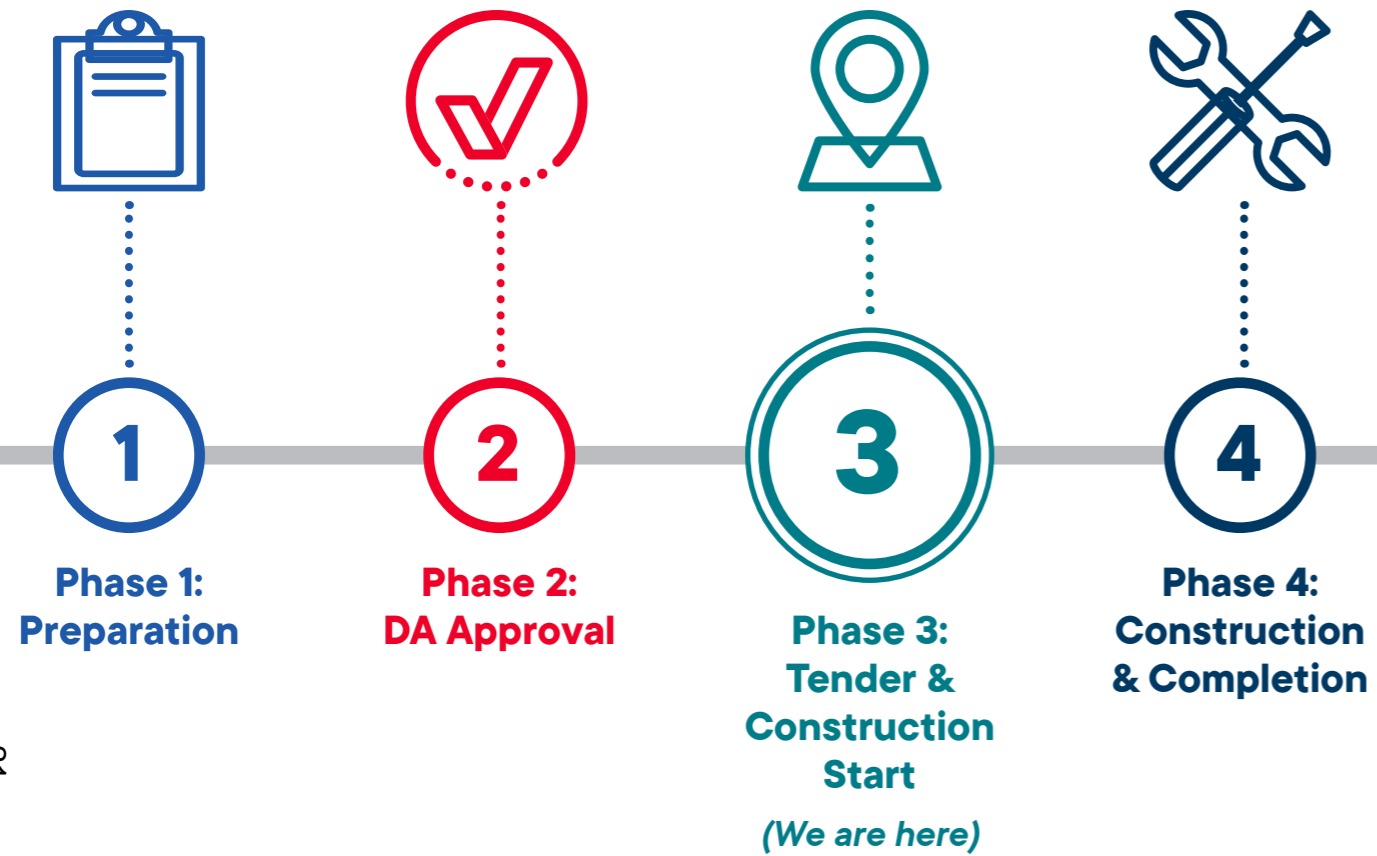 1
2
3
4
Phase 1:
Preparation
Phase 2:
DA Approval
Phase 3:
Tender &
Construction
Start
(We are here)
Phase 4:
Construction
& Completion